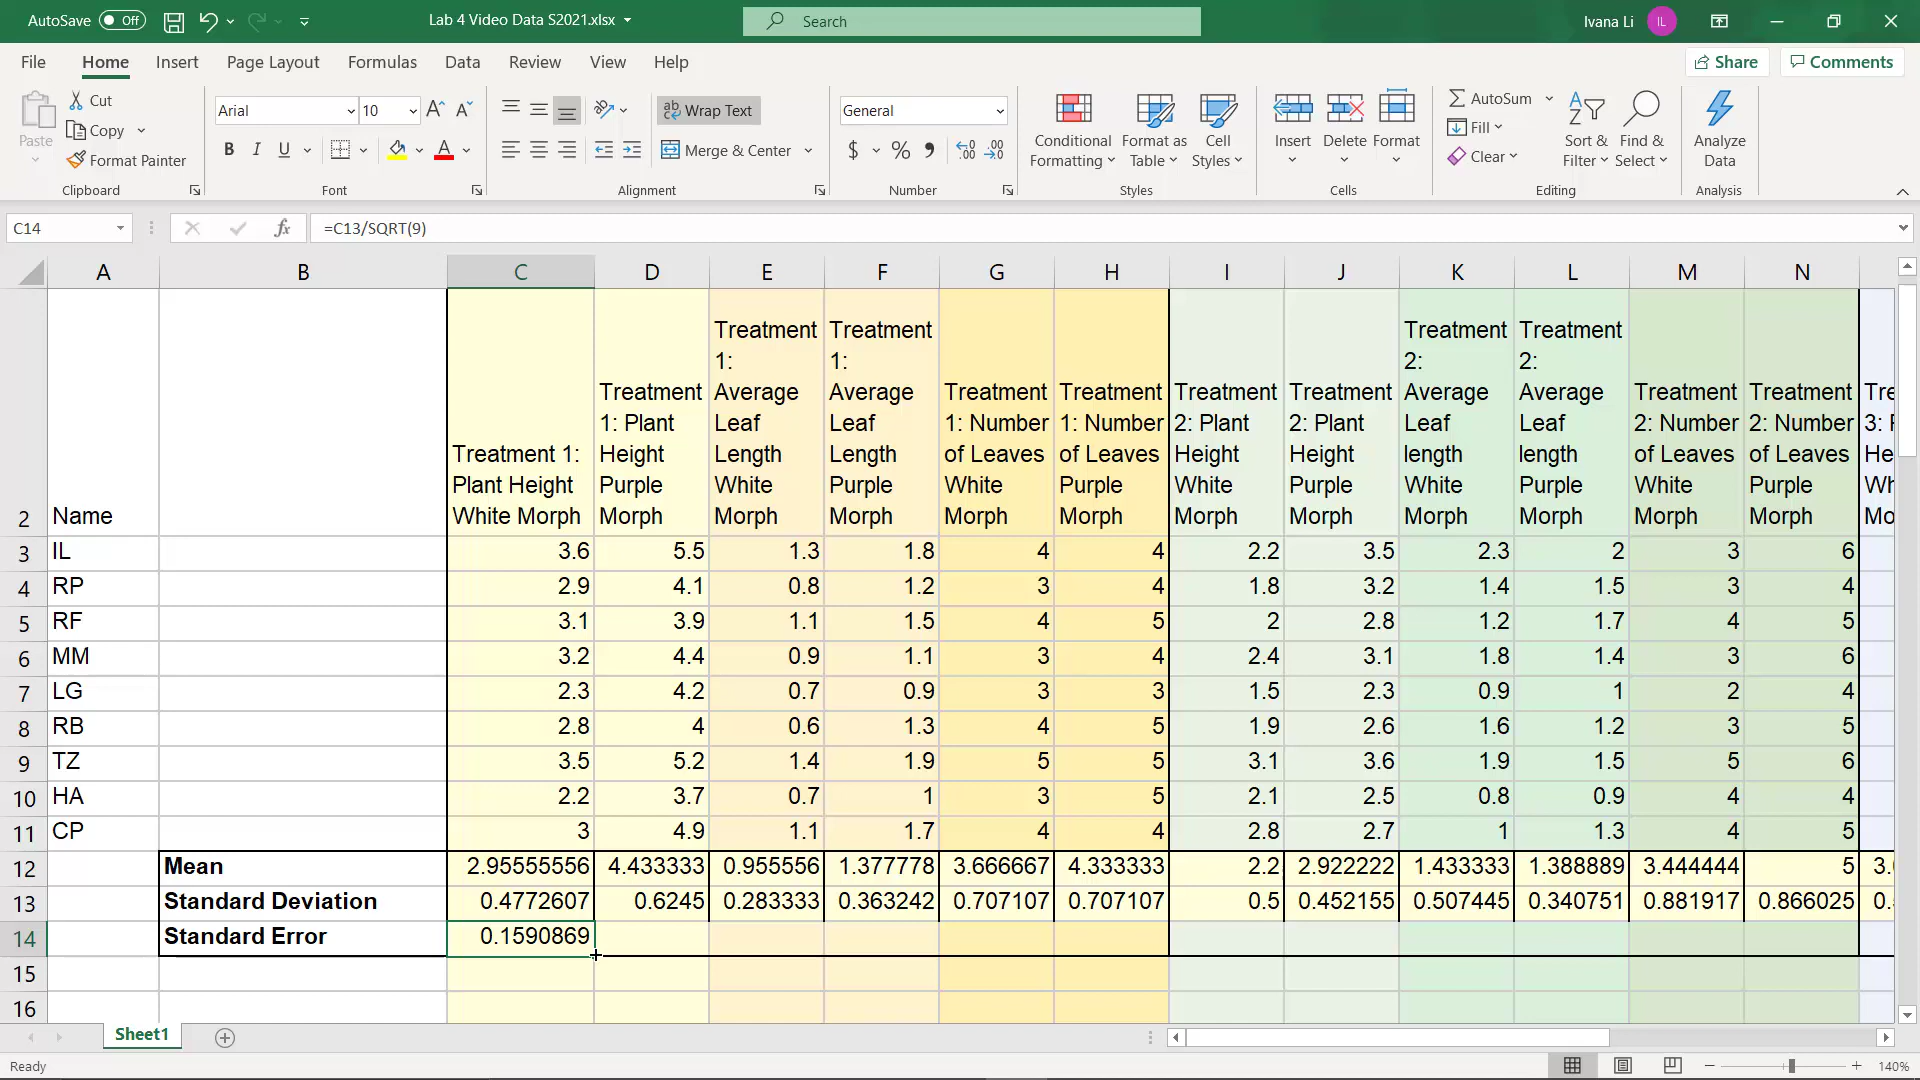 AutoSave Off Lab 4 Video Data S2021.xlsx Search Ivana Li IL
File Home Insert Page Layout Formulas Data Review View Help Share Comments
Paste Cut Copy Format Painter Clipboard
Arial 10 A A B I U A Font
ab Wrap Text Merge & Center Alignment
General $ % 9 .00 Number
Conditional Formatting Format as Table Cell Styles Styles
Insert Delete Format Cells
AutoSum Fill Clear Sort & Filter Find & Select Editing
Analyze Data Analysis
C14 fx =C13/SQRT(9)
A B C D E F G H I J K L M N
2 Name
Treatment 1: Plant Height White Morph
Treatment 1: Plant Height Purple Morph
Treatment 1: Average Leaf Length White Morph
Treatment 1: Average Leaf Length Purple Morph
Treatment 1: Number of Leaves White Morph
Treatment 1: Number of Leaves Purple Morph
Treatment 2: Plant Height White Morph
Treatment 2: Plant Height Purple Morph
Treatment 2: Average Leaf length White Morph
Treatment 2: Average Leaf length Purple Morph
Treatment 2: Number of Leaves White Morph
Treatment 2: Number of Leaves Purple Morph
3 IL 3.6 5.5 1.3 1.8 4 4 2.2 3.5 2.3 2 3 6
4 RP 2.9 4.1 0.8 1.2 3 4 1.8 3.2 1.4 1.5 3 4
5 RF 3.1 3.9 1.1 1.5 4 5 2 2.8 1.2 1.7 4 5
6 MM 3.2 4.4 0.9 1.1 3 4 2.4 3.1 1.8 1.4 3 6
7 LG 2.3 4.2 0.7 0.9 3 3 1.5 2.3 0.9 1 2 4
8 RB 2.8 4 0.6 1.3 4 5 1.9 2.6 1.6 1.2 3 5
9 TZ 3.5 5.2 1.4 1.9 5 5 3.1 3.6 1.9 1.5 5 6
10 HA 2.2 3.7 0.7 1 3 5 2.1 2.5 0.8 0.9 4 4
11 CP 3 4.9 1.1 1.7 4 4 2.8 2.7 1 1.3 4 5
12 Mean 2.95555556 4.433333 0.955556 1.377778 3.666667 4.333333 2.2 2.922222 1.433333 1.388889 3.444444 5 3.
13 Standard Deviation 0.4772607 0.6245 0.283333 0.363242 0.707107 0.707107 0.5 0.452155 0.507445 0.340751 0.881917 0.866025 0.
14 Standard Error 0.1590869
15
16
Sheet1
Ready 140%